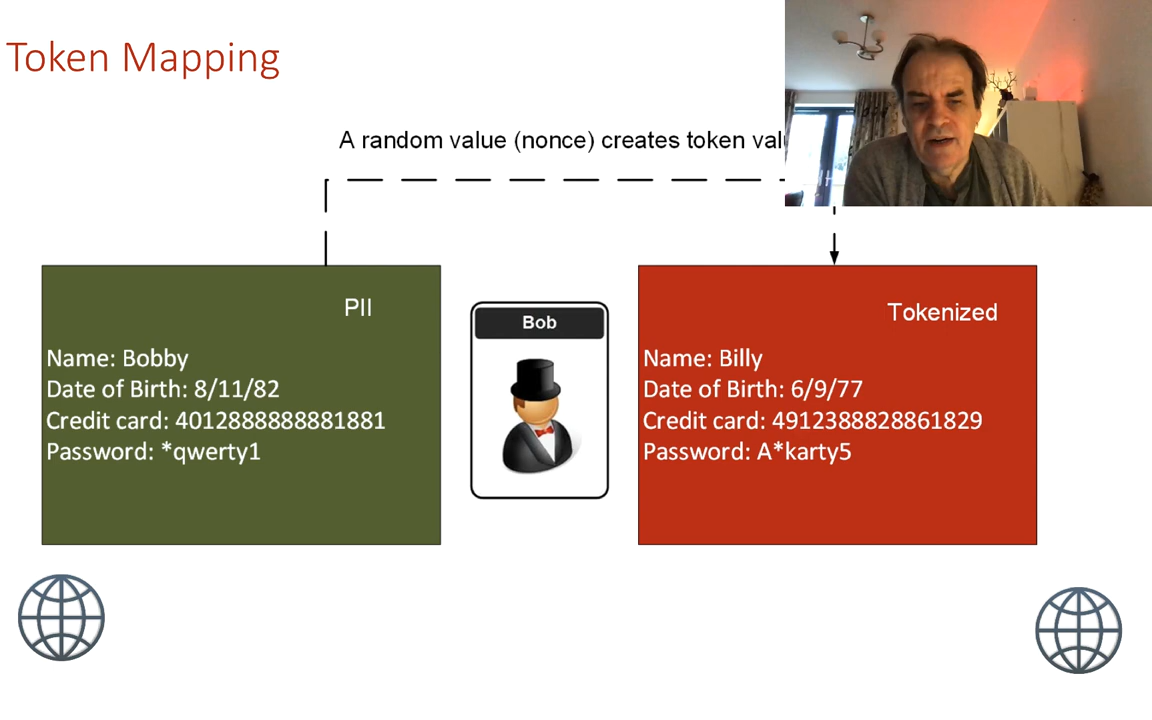 Token Mapping
A random value (nonce) creates token
PII
Name: Bobby
Date of Birth: 8/11/82
Credit card: 4012888888881881
Password: *qwerty1
Bob
Tokenized
Name: Billy
Date of Birth: 6/9/77
Credit card: 4912388828861829
Password: A*karty5